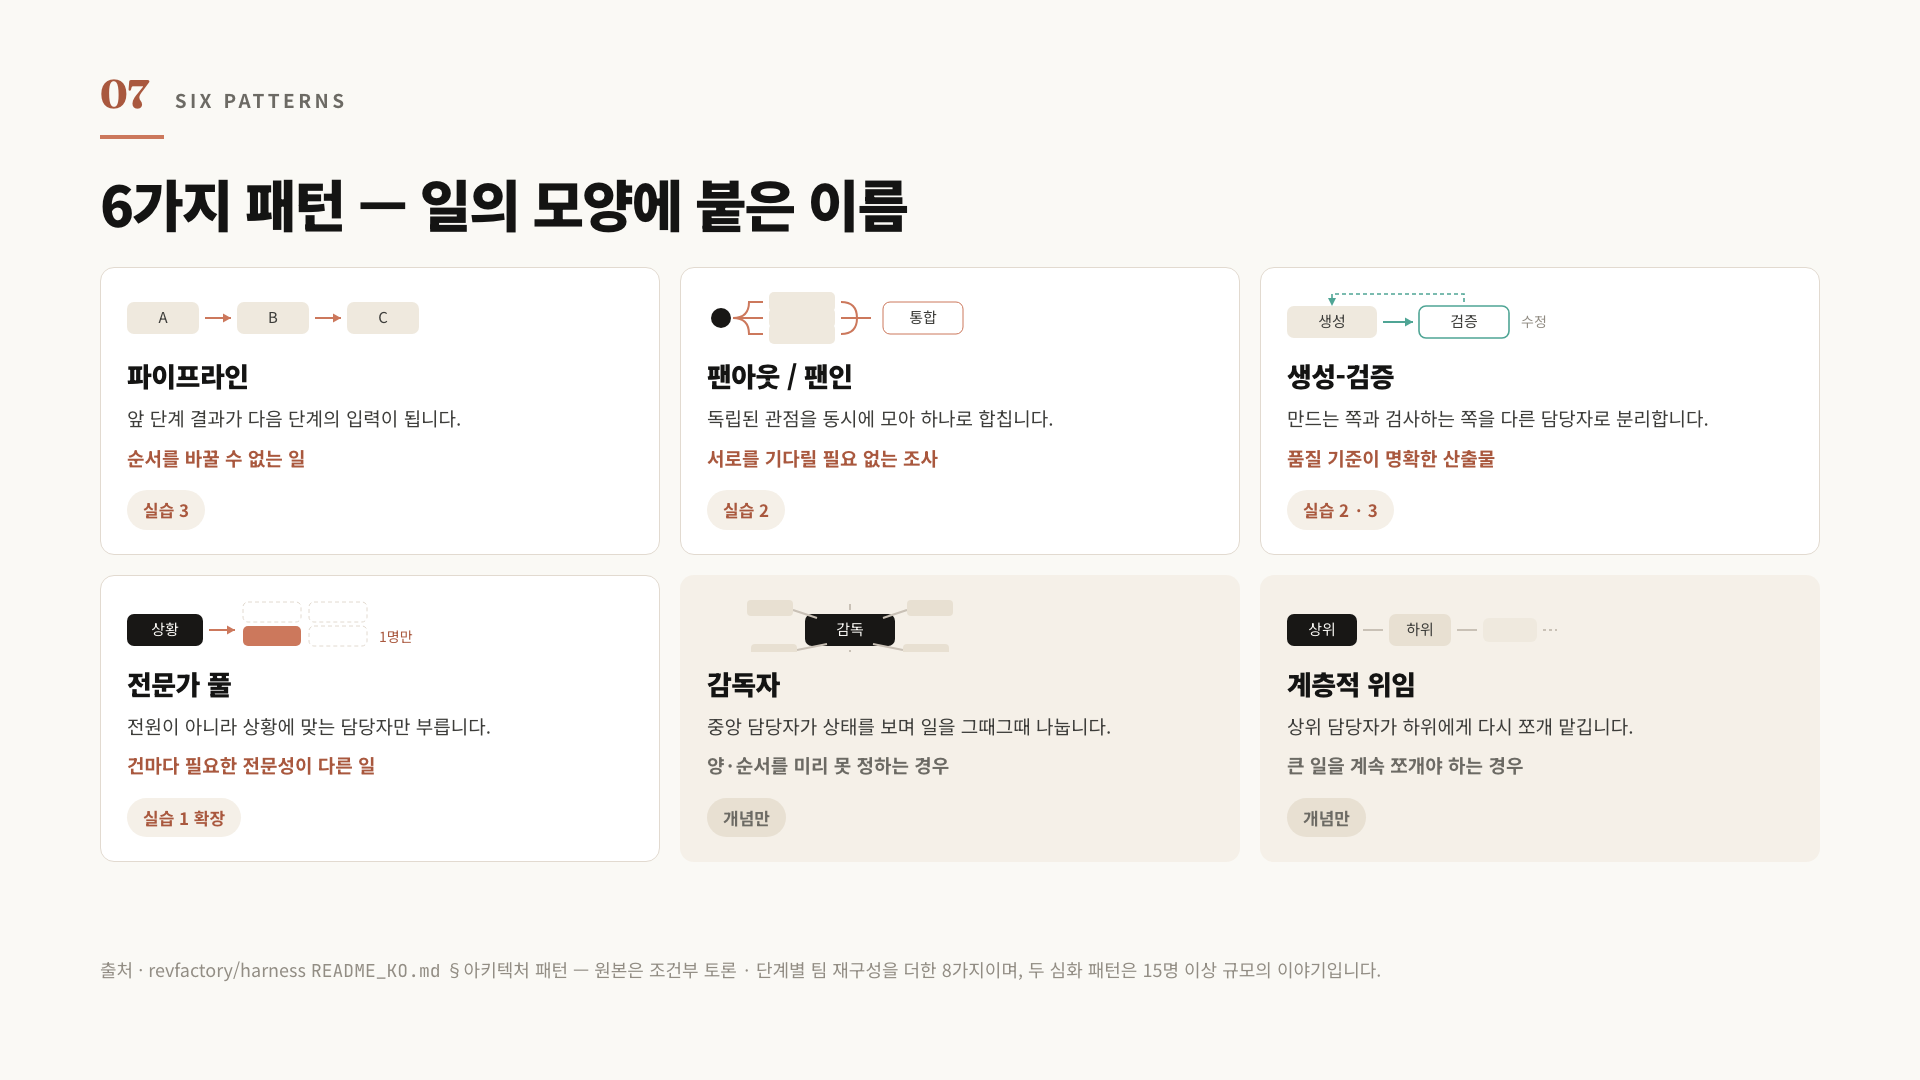 07 SIX PATTERNS
6가지 패턴 — 일의 모양에 붙은 이름
A B C
파이프라인
앞 단계 결과가 다음 단계의 입력이 됩니다.
순서를 바꿀 수 없는 일
실습 3
통합
팬아웃 / 팬인
독립된 관점을 동시에 모아 하나로 합칩니다.
서로를 기다릴 필요 없는 조사
실습 2
생성 검증 수정
생성-검증
만드는 쪽과 검사하는 쪽을 다른 담당자로 분리합니다.
품질 기준이 명확한 산출물
실습 2 · 3
상황 1명만
전문가 풀
전원이 아니라 상황에 맞는 담당자만 부릅니다.
건마다 필요한 전문성이 다른 일
실습 1 확장
감독
감독자
중앙 담당자가 상태를 보며 일을 그때그때 나눕니다.
양·순서를 미리 못 정하는 경우
개념만
상위 하위
계층적 위임
상위 담당자가 하위에게 다시 쪼개 맡깁니다.
큰 일을 계속 쪼개야 하는 경우
개념만
출처 · revfactory/harness README_KO.md §아키텍처 패턴 — 원본은 조건부 토론 · 단계별 팀 재구성을 더한 8가지이며, 두 심화 패턴은 15명 이상 규모의 이야기입니다.